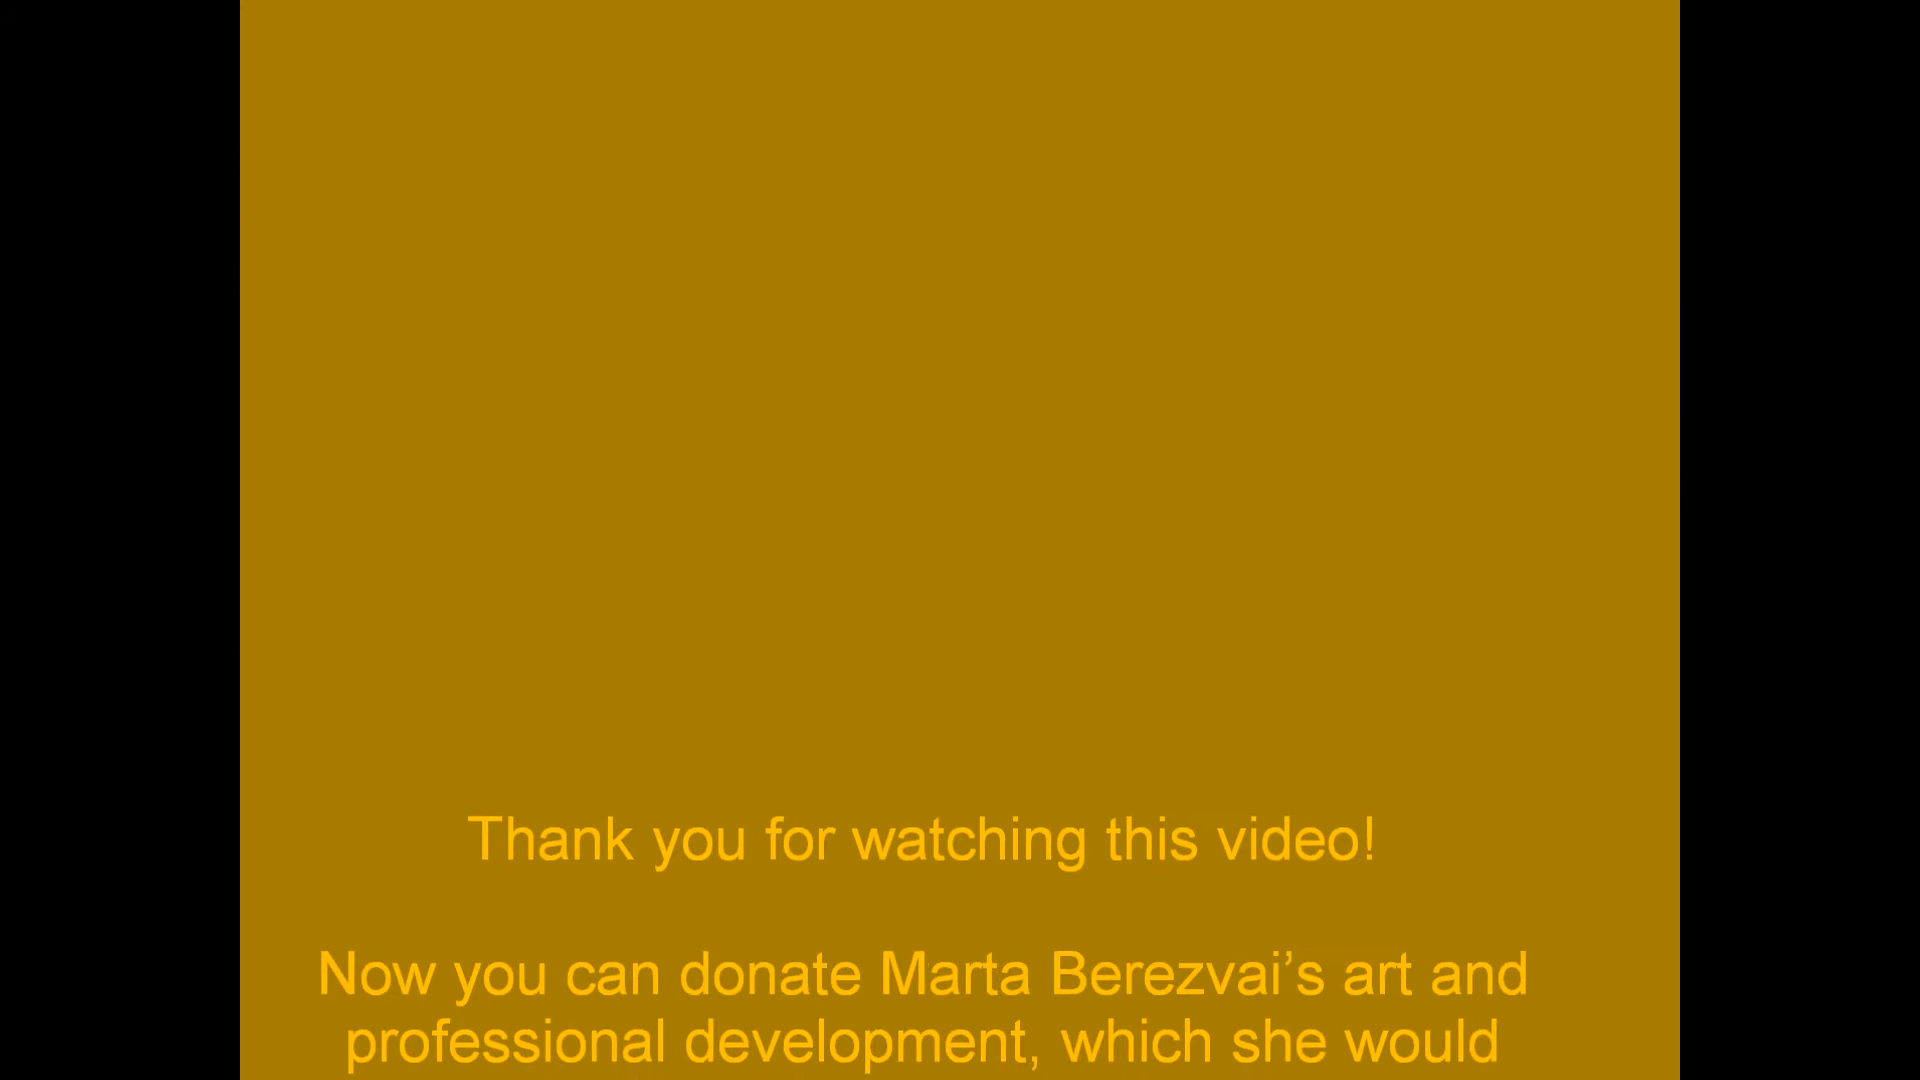 Thank you for watching this video!
Now you can donate Marta Berezvai’s art and
professional development, which she would